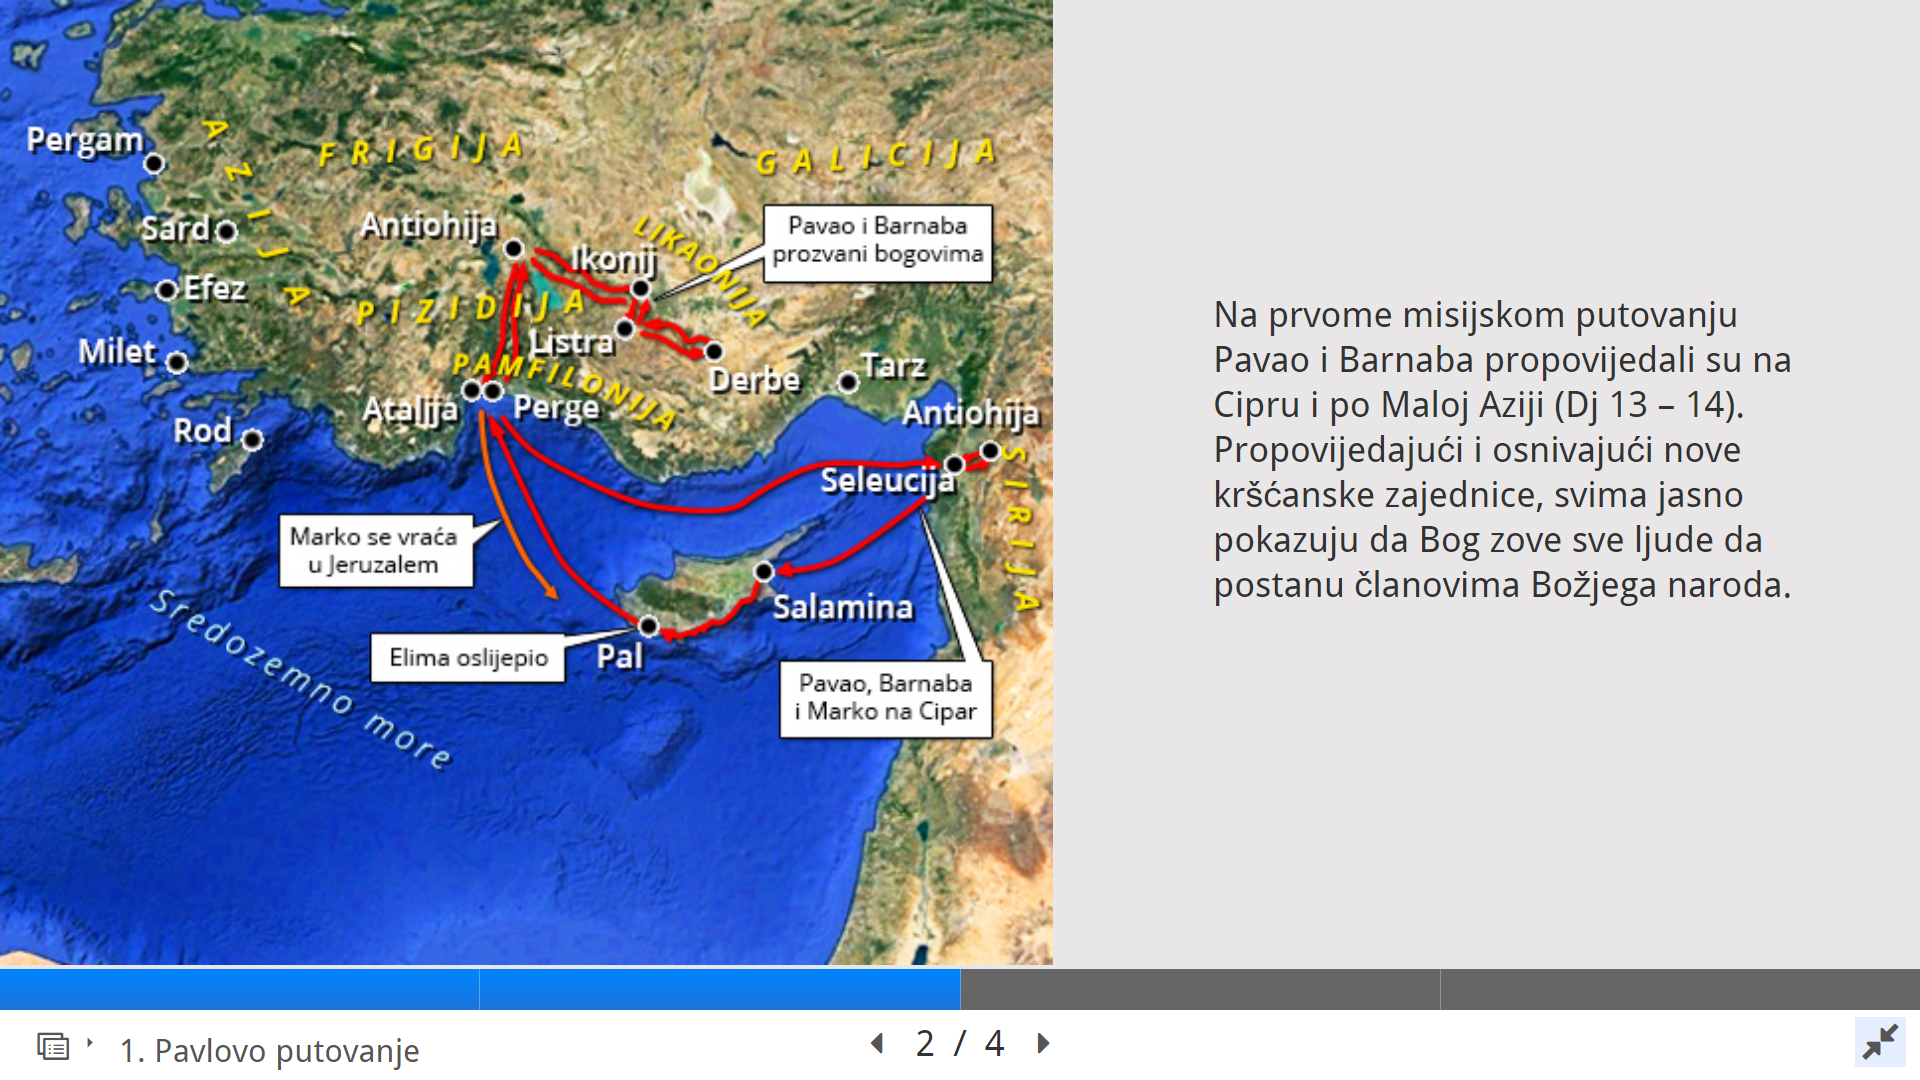 Pergam
AZIJA
FRIGIJA
GALICIJA
Sard
Antiohija
LIKAONIJA
Pavao i Barnaba
prozvani bogovima
Ikonij
Efez
PIZIDIJA
Listra
Milet
PAMFILONIJA
Derbe
Tarz
Atalija
Perge
Antiohija
Rod
Seleucija
SIRIJA
Marko se vraća
u Jeruzalem
Salamina
Sredozemno more
Elima oslijepio
Pal
Pavao, Barnaba
i Marko na Cipar
Na prvome misijskom putovanju
Pavao i Barnaba propovijedali su na
Cipru i po Maloj Aziji (Dj 13 – 14).
Propovijedajući i osnivajući nove
kršćanske zajednice, svima jasno
pokazuju da Bog zove sve ljude da
postanu članovima Božjega naroda.
1. Pavlovo putovanje
2 / 4